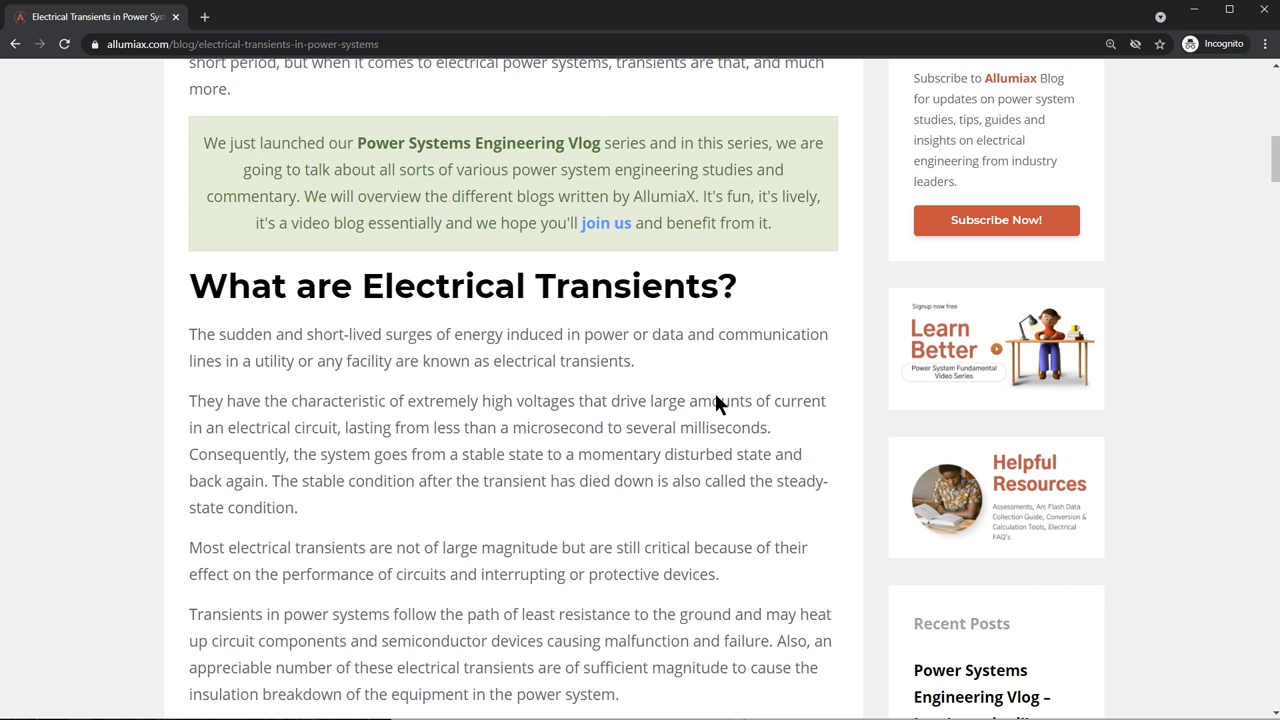 Electrical Transients in Power Sys
allumiax.com/blog/electrical-transients-in-power-systems
Incognito
short period, but when it comes to electrical power systems, transients are that, and much
more.
We just launched our Power Systems Engineering Vlog series and in this series, we are
going to talk about all sorts of various power system engineering studies and
commentary. We will overview the different blogs written by AllumiaX. It's fun, it's lively,
it's a video blog essentially and we hope you'll join us and benefit from it.
What are Electrical Transients?
The sudden and short-lived surges of energy induced in power or data and communication
lines in a utility or any facility are known as electrical transients.
They have the characteristic of extremely high voltages that drive large amounts of current
in an electrical circuit, lasting from less than a microsecond to several milliseconds.
Consequently, the system goes from a stable state to a momentary disturbed state and
back again. The stable condition after the transient has died down is also called the steady-
state condition.
Most electrical transients are not of large magnitude but are still critical because of their
effect on the performance of circuits and interrupting or protective devices.
Transients in power systems follow the path of least resistance to the ground and may heat
up circuit components and semiconductor devices causing malfunction and failure. Also, an
appreciable number of these electrical transients are of sufficient magnitude to cause the
insulation breakdown of the equipment in the power system.
Subscribe to Allumiax Blog
for updates on power system
studies, tips, guides and
insights on electrical
engineering from industry
leaders.
Subscribe Now!
Signup now free
Learn
Better
Power System Fundamental
Video Series
Helpful
Resources
Assessments, Arc Flash Data
Collection Guide, Conversion &
Calculation Tools, Electrical
FAQ's
Recent Posts
Power Systems
Engineering Vlog –